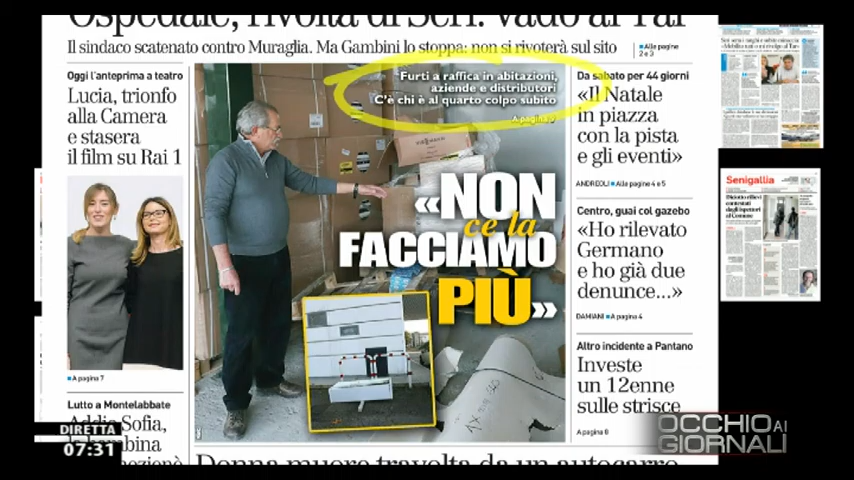 Ospedale, rivolta di Seri: vado al Tar
Il sindaco scatenato contro Muraglia. Ma Gambini lo stoppa: non si rivoterà sul sito
■Alle pagine
2 e 3
Oggi l'anteprima a teatro
Lucia, trionfo
alla Camera
e stasera
il film su Rai 1
■A pagina 7
Lutto a Montelabbate
Addio Sofia,
la bambina
Furti a raffica in abitazioni,
aziende e distributori
C'è chi è al quarto colpo subito
A pagina 5
«NON
ce la
FACCIAMO
PIÙ»
Da sabato per 44 giorni
«Il Natale
in piazza
con la pista
e gli eventi»
ANDREOLI ■Alle pagine 4 e 5
Centro, guai col gazebo
«Ho rilevato
Germano
e ho già due
denunce...»
DAMIANI ■A pagina 4
Altro incidente a Pantano
Investe
un 12enne
sulle strisce
A pagina 6
Donna muore travolta da un autocarro
Senigallia
DIRETTA
07:31
OCCHIO AI
GIORNALI